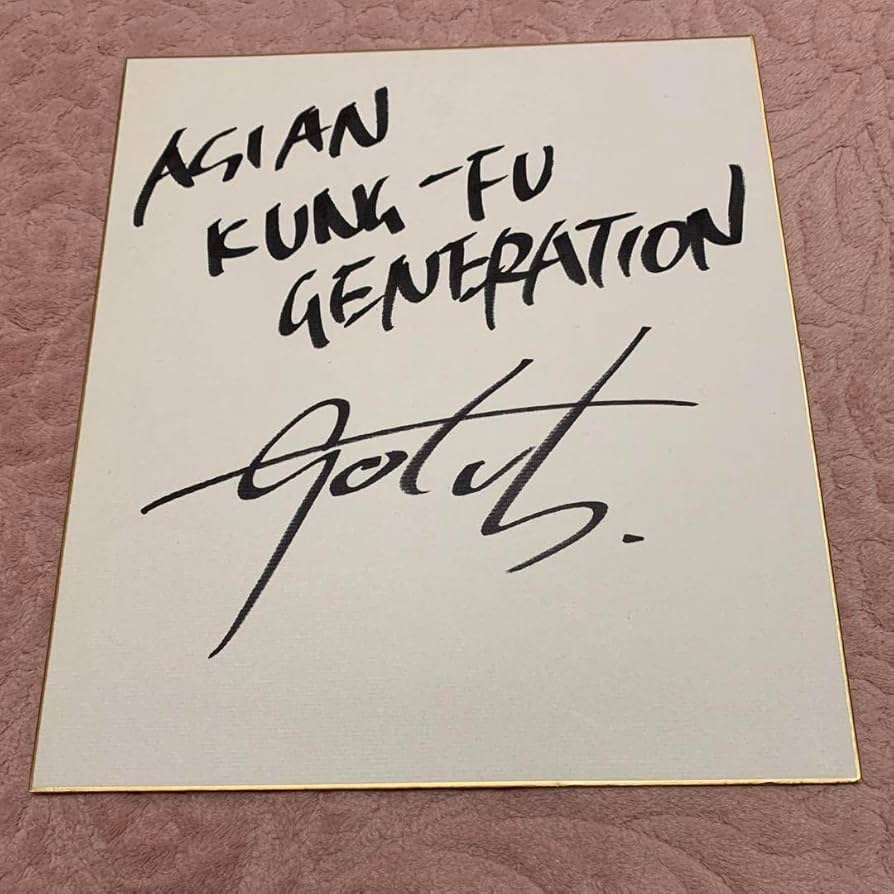 ASIAN
KUNG-FU
GENERATION
Gotch.